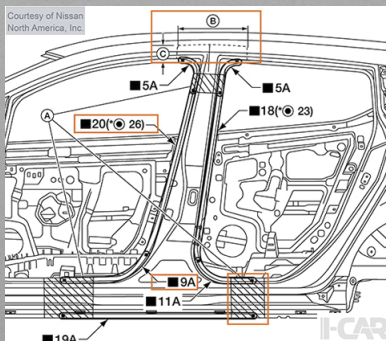 Courtesy of Nissan
North America, Inc.
B
C
■5A
■5A
A
■20(*◉ 26)
■18(*◉ 23)
■9A
■11A
■19A
I-CAR